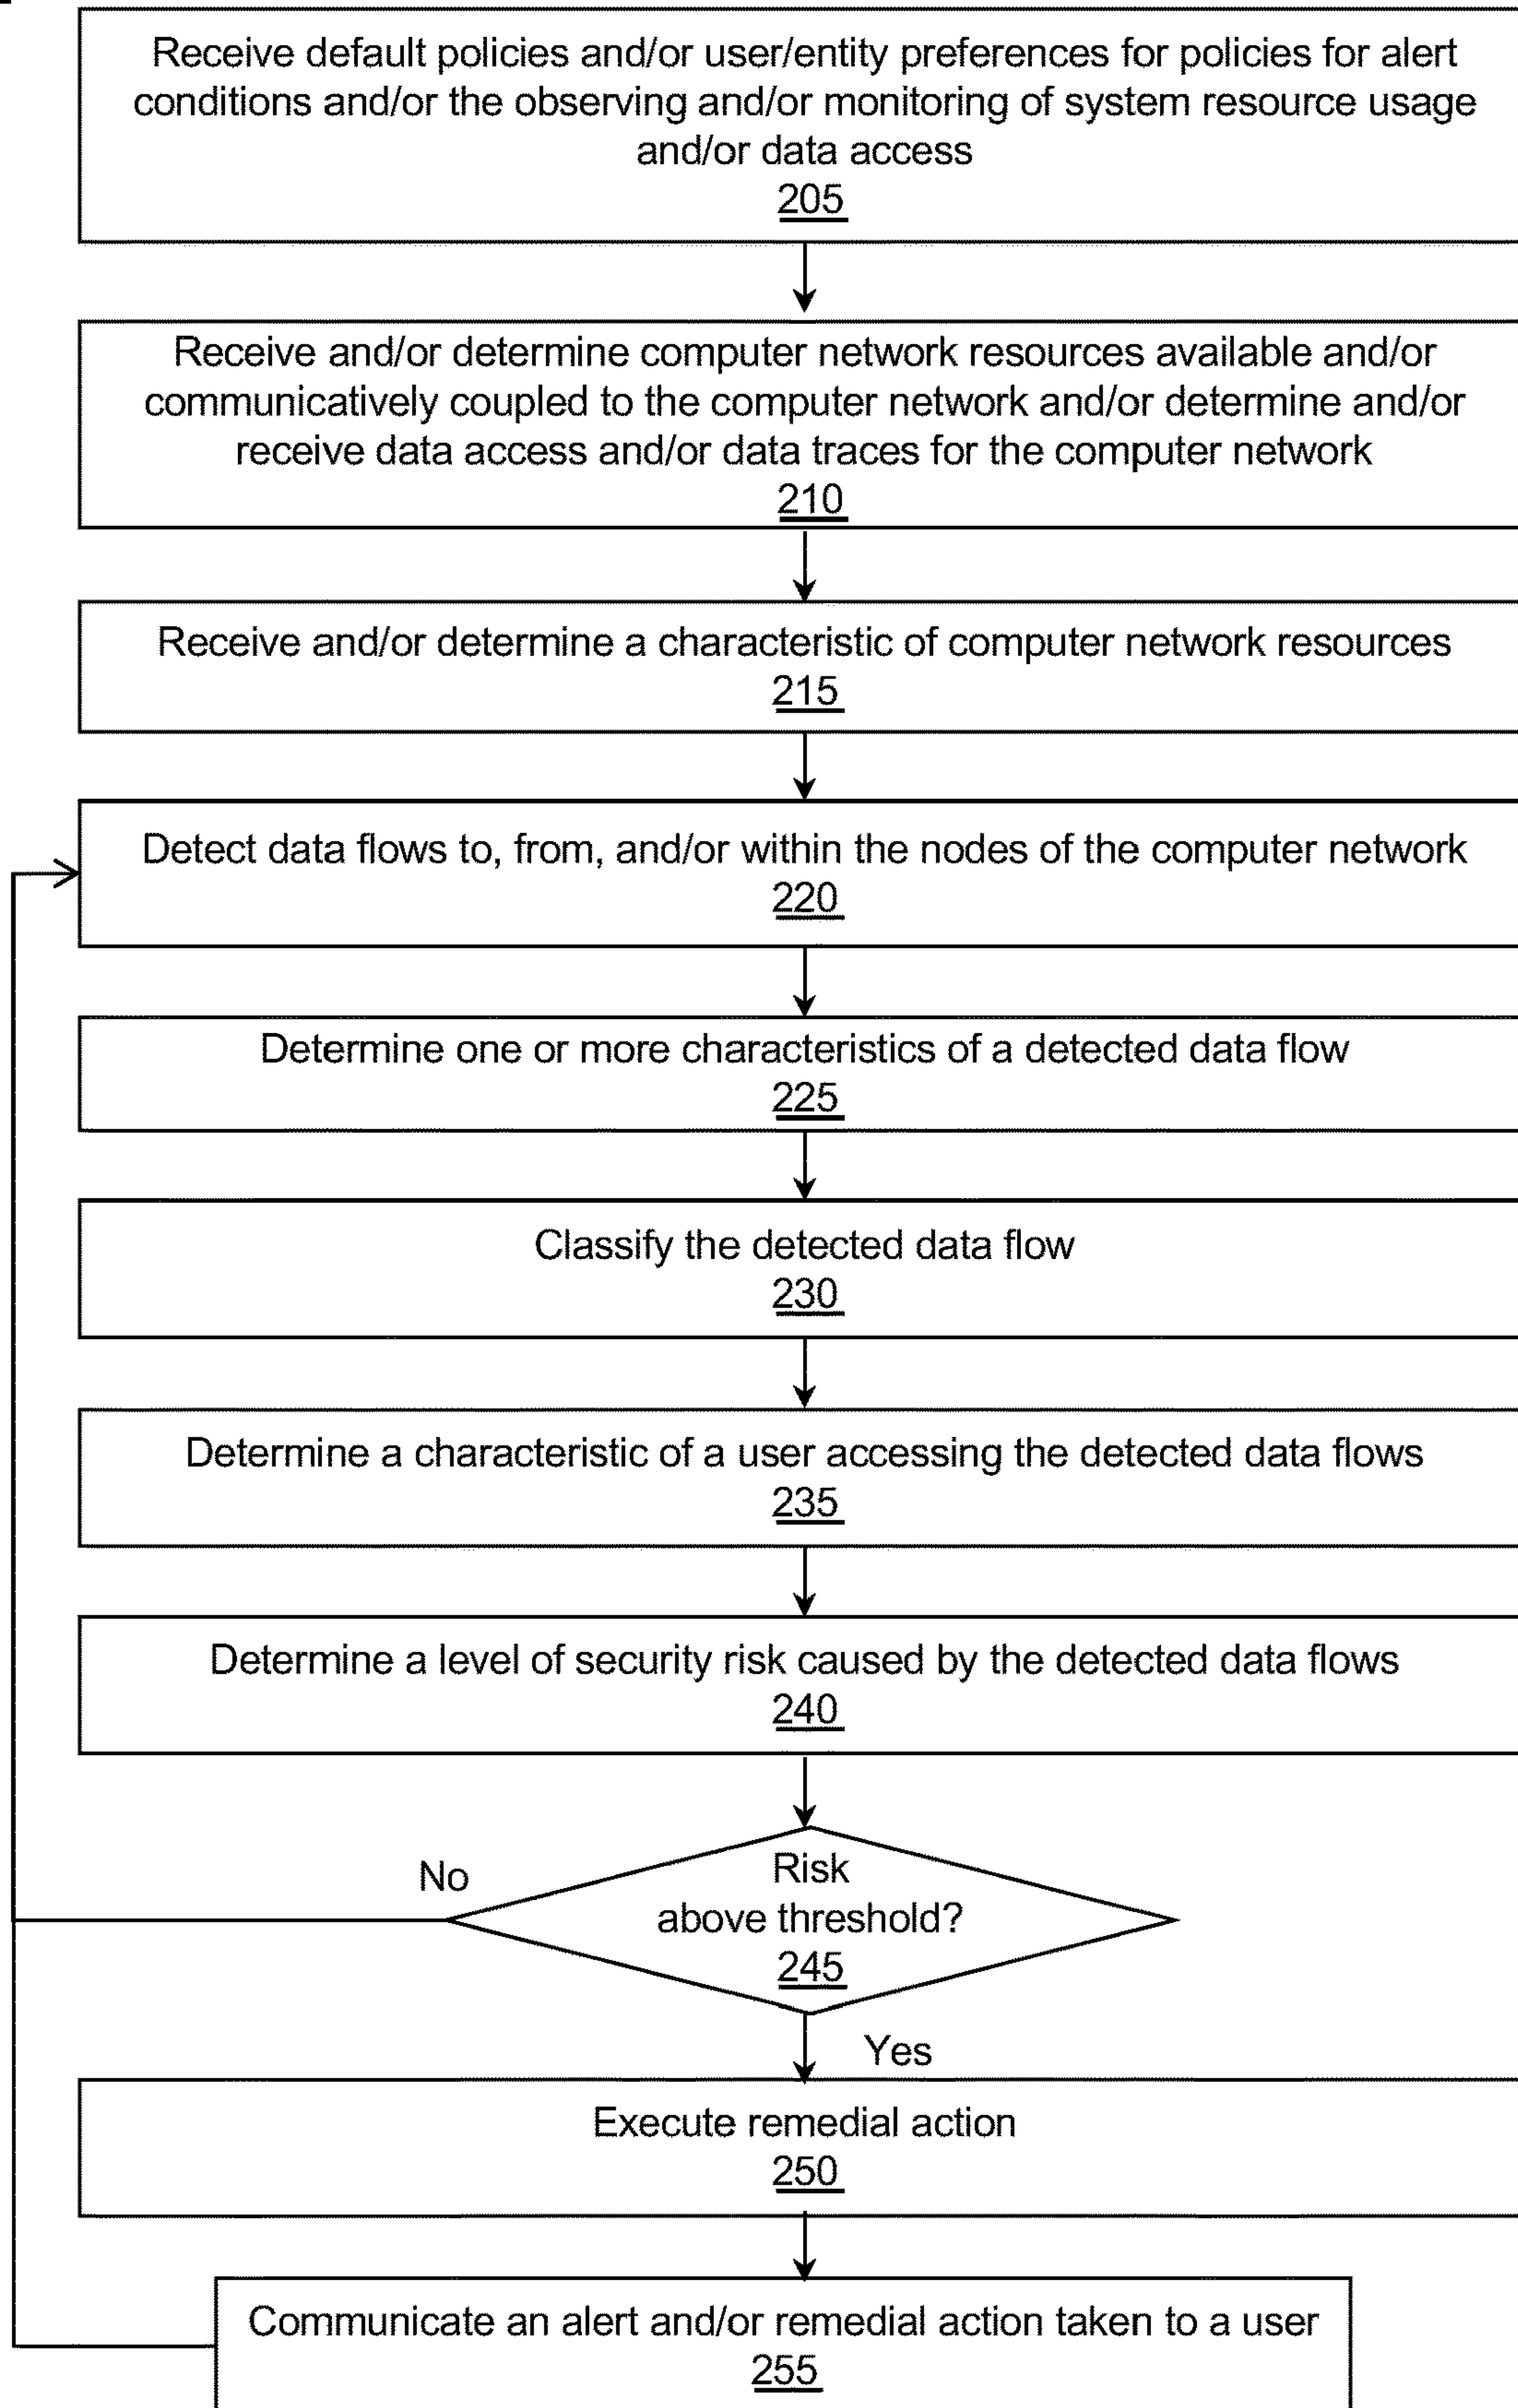 Receive default policies and/or user/entity preferences for policies for alert
conditions and/or the observing and/or monitoring of system resource usage
and/or data access
205
Receive and/or determine computer network resources available and/or
communicatively coupled to the computer network and/or determine and/or
receive data access and/or data traces for the computer network
210
Receive and/or determine a characteristic of computer network resources
215
Detect data flows to, from, and/or within the nodes of the computer network
220
Determine one or more characteristics of a detected data flow
225
Classify the detected data flow
230
Determine a characteristic of a user accessing the detected data flows
235
Determine a level of security risk caused by the detected data flows
240
No
Risk
above threshold?
245
Yes
Execute remedial action
250
Communicate an alert and/or remedial action taken to a user
255